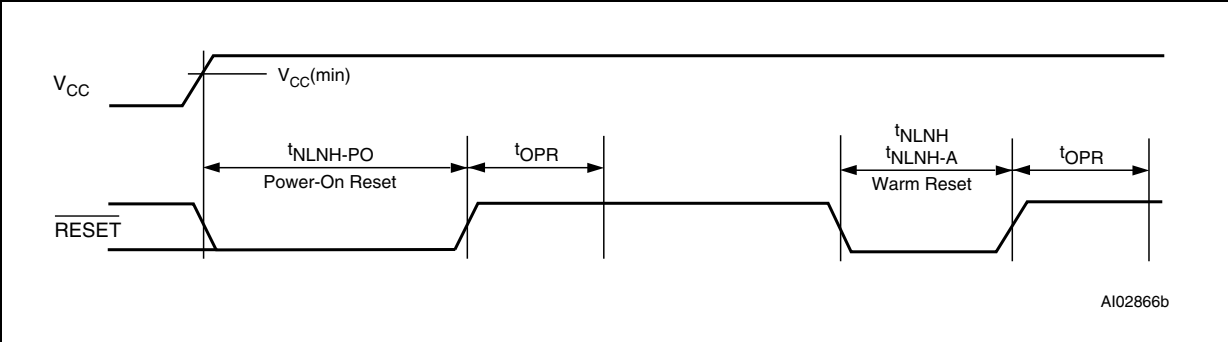 VCC
VCC(min)
tNLNH-PO
Power-On Reset
tOPR
tNLNH
tNLNH-A
Warm Reset
tOPR
RESET
AI02866b